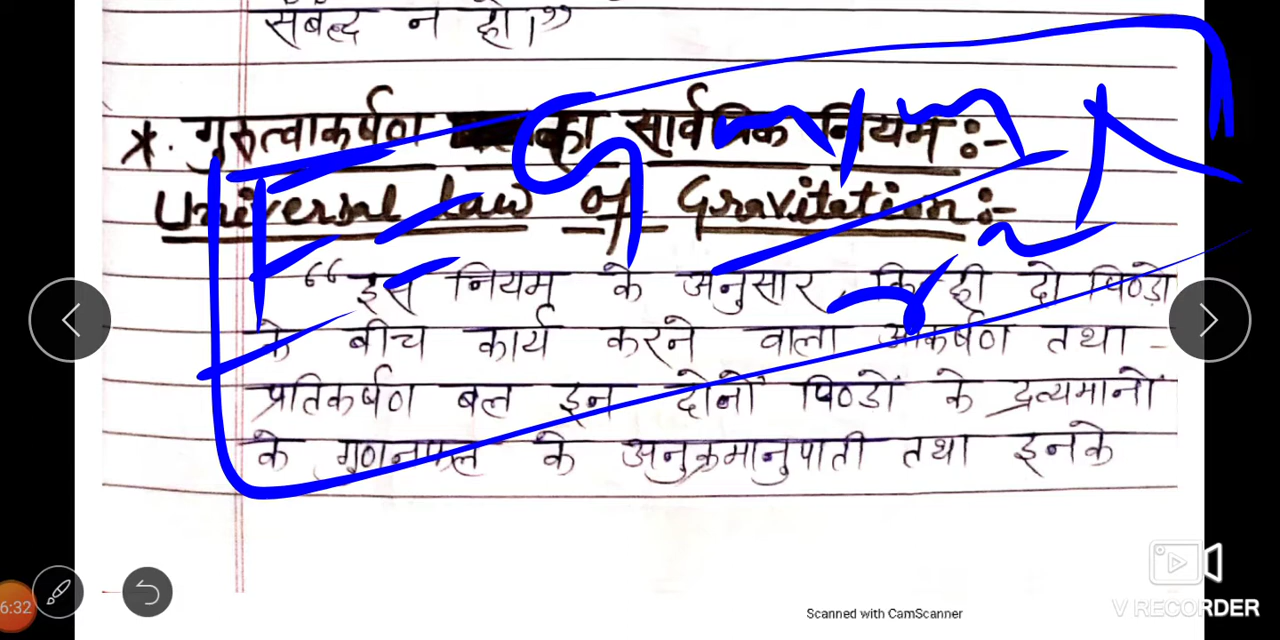 संबद्ध न हो।”
*. गुरुत्वाकर्षण का सार्वत्रिक नियम:-
Universal Law of Gravitation:-
“इस नियम के अनुसार, किन्ही दो पिण्डो
के बीच कार्य करने वाला आकर्षण तथा -
प्रतिकर्षण बल इन दोनों पिण्डों के द्रव्यमानों
के गुणनफल के अनुक्रमानुपाती तथा इनके
6:32
V RECORDER
Scanned with CamScanner